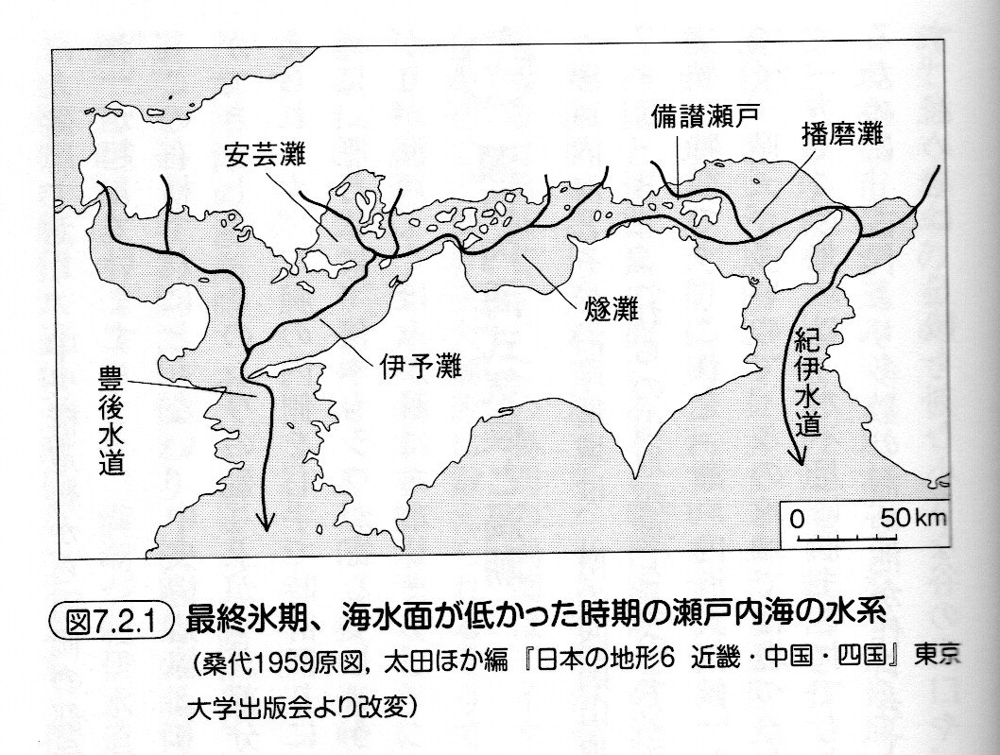 備讃瀬戸
播磨灘
安芸灘
燧灘
伊予灘
豊後水道
紀伊水道
0 50km
図7.2.1 最終氷期、海水面が低かった時期の瀬戸内海の水系
（桑代1959原図，太田ほか編『日本の地形6 近畿・中国・四国』東京
大学出版会より改変）